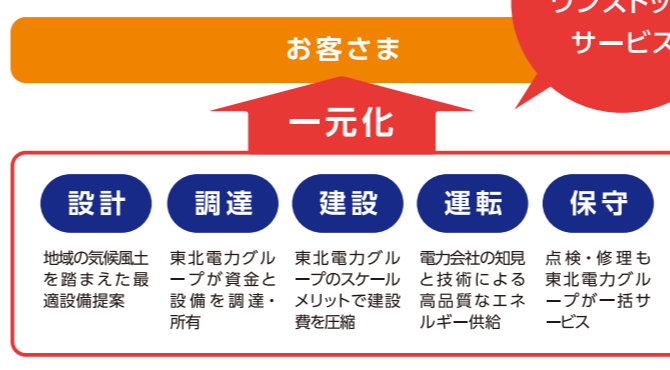 ワンストッ
サービス
お客さま
一元化
設計
調達
建設
運転
保守
地域の気候風土
を踏まえた最
適設備提案
東北電力グル
ープが資金と
設備を調達・
所有
東北電力グル
ープのスケール
メリットで建設
費を圧縮
電力会社の知見
と技術による
高品質なエネ
ルギー供給
点検・修理も
東北電力グル
ープが一括サ
ービス